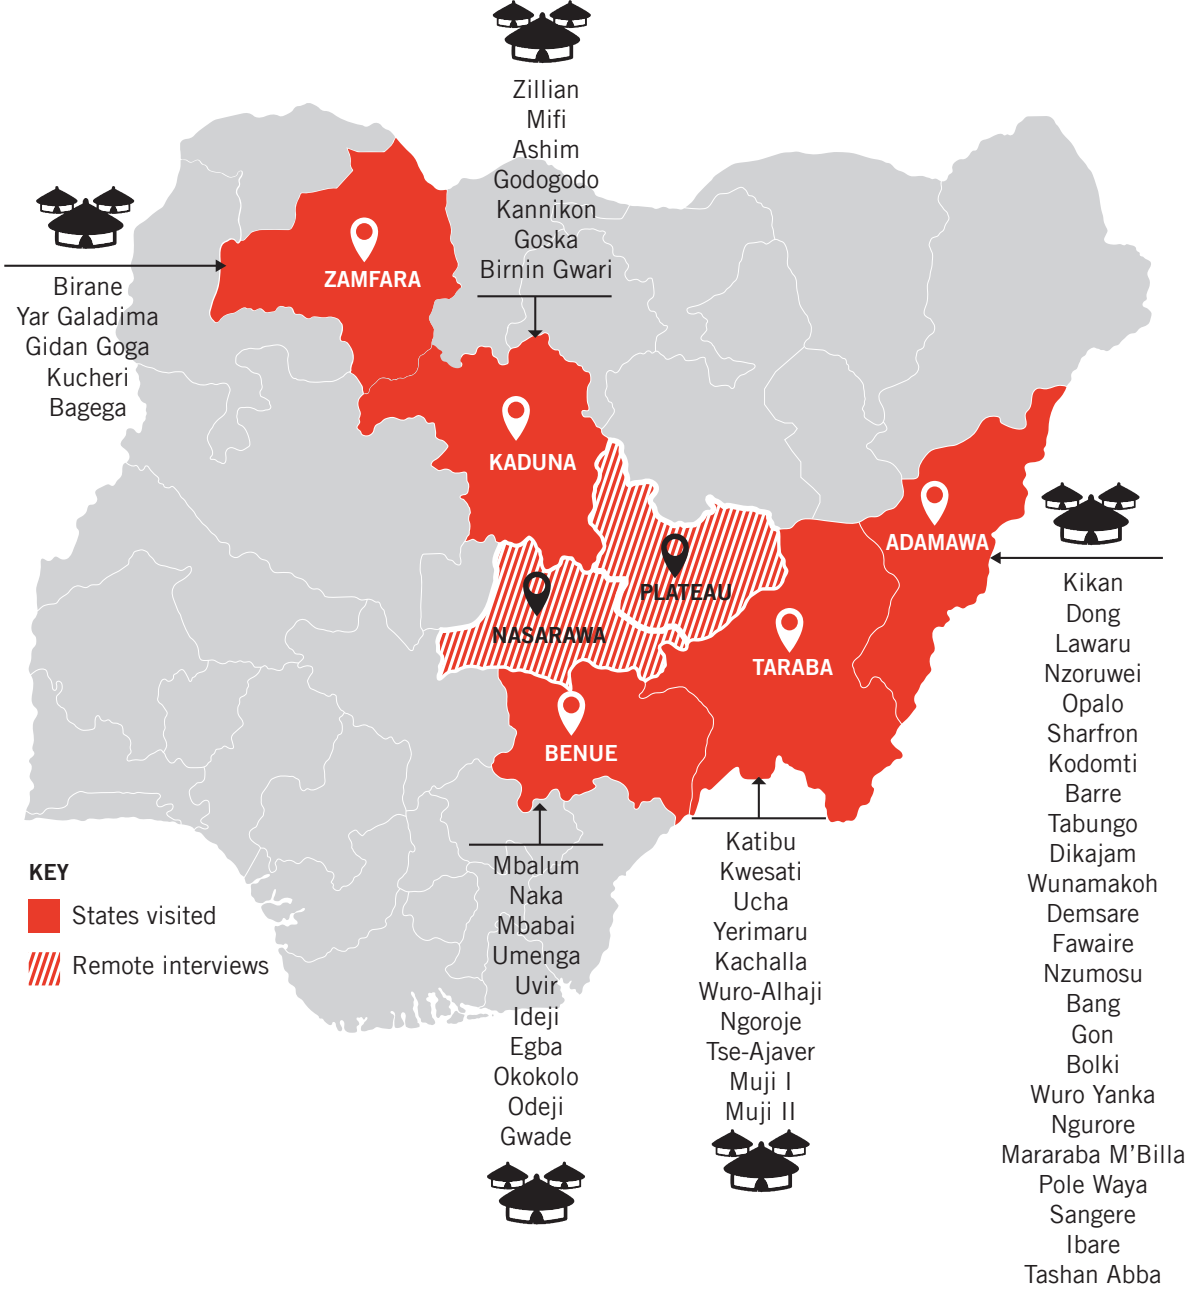 Zillian
Mifi
Ashim
Godogodo
Kannikon
Goska
Birnin Gwari
ZAMFARA
Birane
Yar Galadima
Gidan Goga
Kucheri
Bagega
KADUNA
ADAMAWA
PLATEAU
NASARAWA
TARABA
BENUE
Kikan
Dong
Lawaru
Nzoruwei
Opalo
Sharfron
Kodomti
Barre
Tabungo
Dikajam
Wunamakoh
Demsare
Fawaire
Nzumosu
Bang
Gon
Bolki
Wuro Yanka
Ngurore
Mararaba M’Billa
Pole Waya
Sangere
Ibare
Tashan Abba
Katibu
Kwesati
Ucha
Yerimaru
Kachalla
Wuro-Alhaji
Ngoroje
Tse-Ajaver
Muji I
Muji II
Mbalum
Naka
Mbabai
Umenga
Uvir
Ideji
Egba
Okokolo
Odeji
Gwade
KEY
States visited
Remote interviews